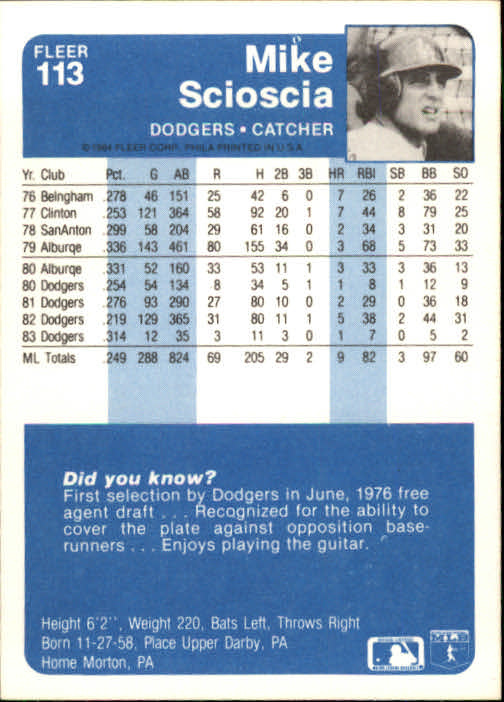 FLEER
113
Mike
Scioscia
DODGERS • CATCHER
© 1984 FLEER CORP. PHILA PRINTED IN U.S.A.
Yr. Club Pct. G AB R H 2B 3B HR RBI SB BB SO
76 Belngham .278 46 151 25 42 6 0 7 26 2 36 22
77 Clinton .253 121 364 58 92 20 1 7 44 8 79 25
78 SanAnton .299 58 204 29 61 16 0 2 34 3 31 20
79 Alburqe .336 143 461 80 155 34 0 3 68 5 73 33
80 Alburqe .331 52 160 33 53 11 1 3 33 3 36 13
80 Dodgers .254 54 134 8 34 5 1 1 8 1 12 9
81 Dodgers .276 93 290 27 80 10 0 2 29 0 36 18
82 Dodgers .219 129 365 31 80 11 1 5 38 2 44 31
83 Dodgers .314 12 35 3 11 3 0 1 7 0 5 2
ML Totals .249 288 824 69 205 29 2 9 82 3 97 60
Did you know?
First selection by Dodgers in June, 1976 free
agent draft . . . Recognized for the ability to
cover the plate against opposition base-
runners . . . Enjoys playing the guitar.
Height 6'2'', Weight 220, Bats Left, Throws Right
Born 11-27-58, Place Upper Darby, PA
Home Morton, PA